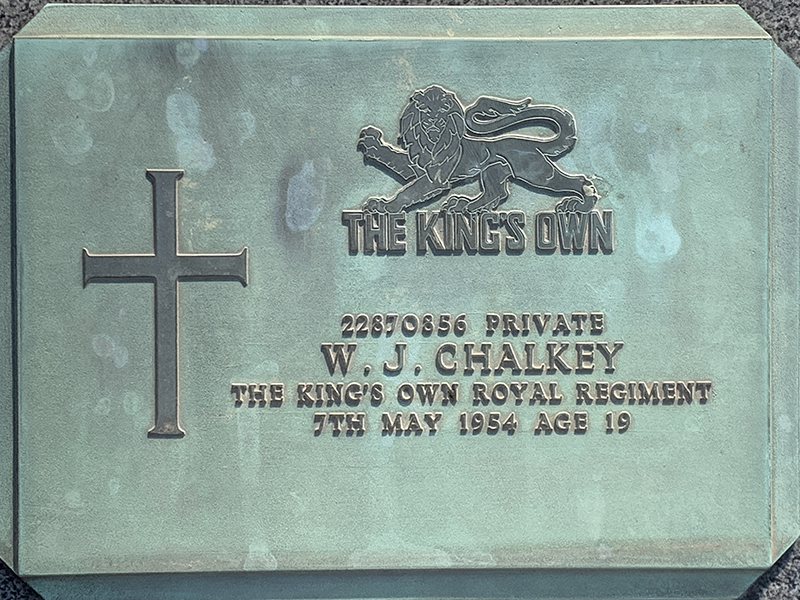 THE KING'S OWN
22870856 PRIVATE
W. J. CHALKEY
THE KING'S OWN ROYAL REGIMENT
7TH MAY 1954 AGE 19